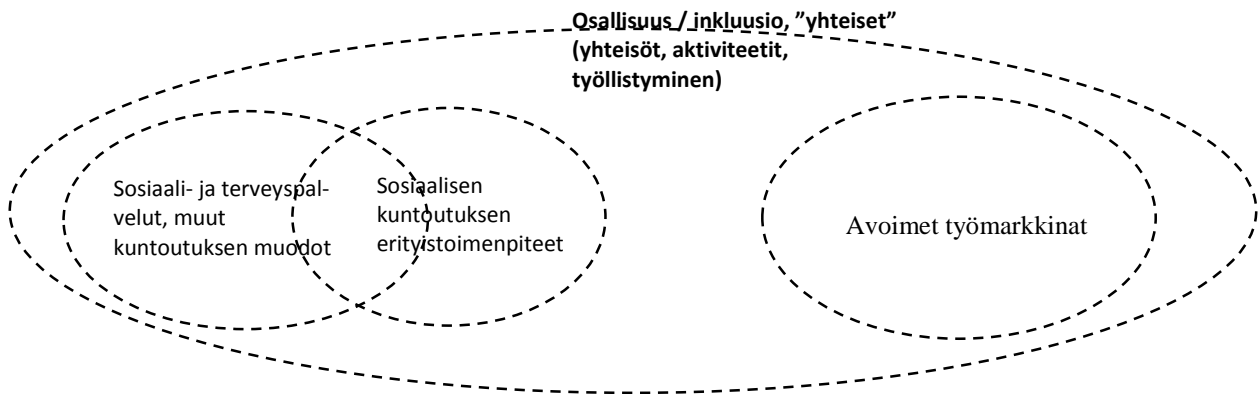 Osallisuus / inkluusio, ”yhteiset”
(yhteisöt, aktiviteetit,
työllistyminen)
Sosiaali- ja terveyspal-
velut, muut
kuntoutuksen muodot
Sosiaalisen
kuntoutuksen
erityistoimenpiteet
Avoimet työmarkkinat